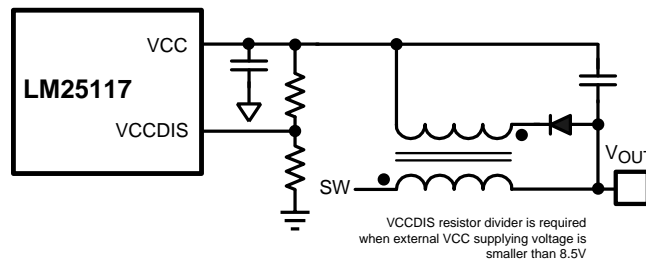 VCC
LM25117
VCCDIS
VOUT
SW
VCCDIS resistor divider is required
when external VCC supplying voltage is
smaller than 8.5V